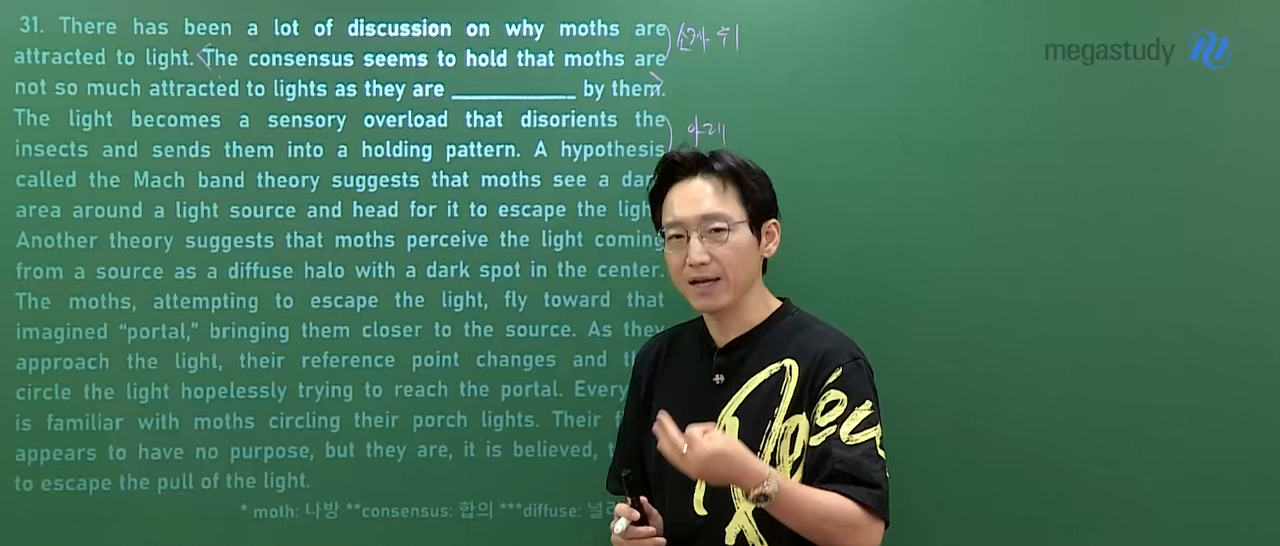 31. There has been a lot of discussion on why moths are
attracted to light. The consensus seems to hold that moths are
not so much attracted to lights as they are ____________ by them.
The light becomes a sensory overload that disorients the
insects and sends them into a holding pattern. A hypothesis
called the Mach band theory suggests that moths see a
area around a light source and head for it to escape the
Another theory suggests that moths perceive the light coming
from a source as a diffuse halo with a dark spot in the center.
The moths, attempting to escape the light, fly toward that
imagined “portal,” bringing them closer to the source. As they
approach the light, their reference point changes and
circle the light hopelessly trying to reach the portal.
is familiar with moths circling their porch lights. Their
appears to have no purpose, but they are, it is believed,
to escape the pull of the light.
* moth: 나방 **consensus: 합의 ***diffuse:
아래
megastudy